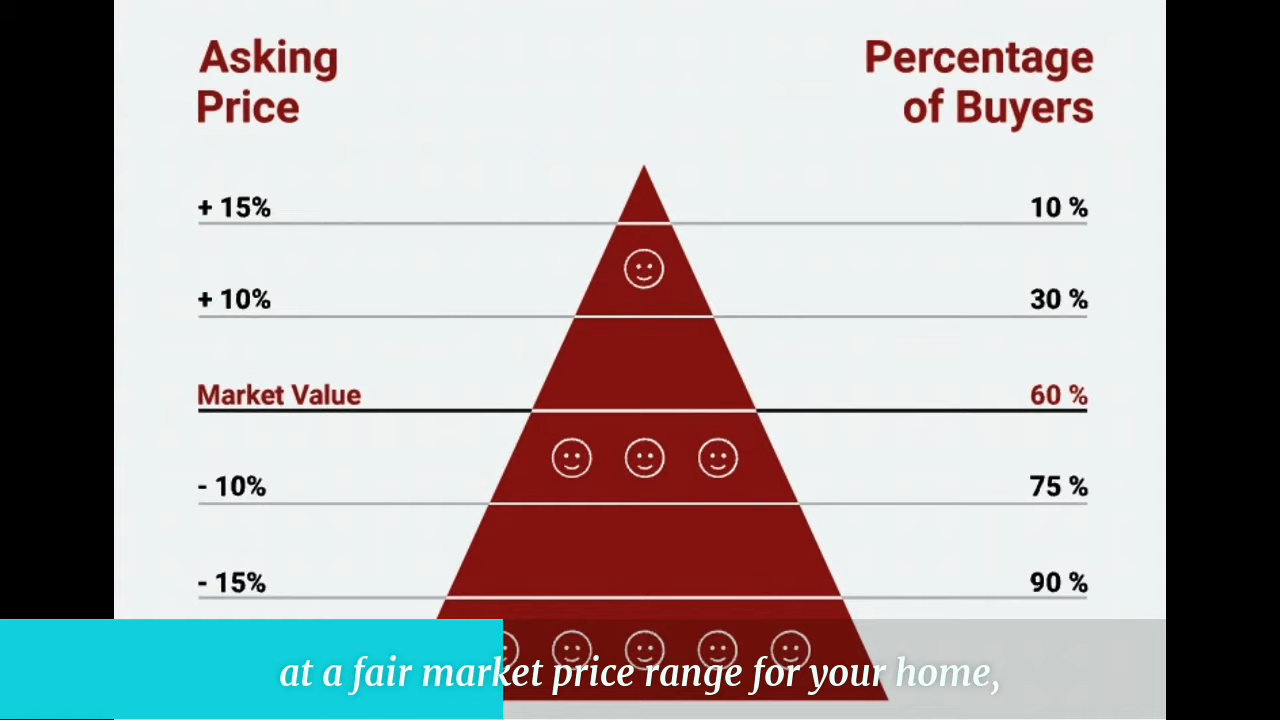 Asking
Price
Percentage
of Buyers
+ 15%
10 %
+ 10%
30 %
Market Value
60 %
- 10%
75 %
- 15%
90 %
at a fair market price range for your home,